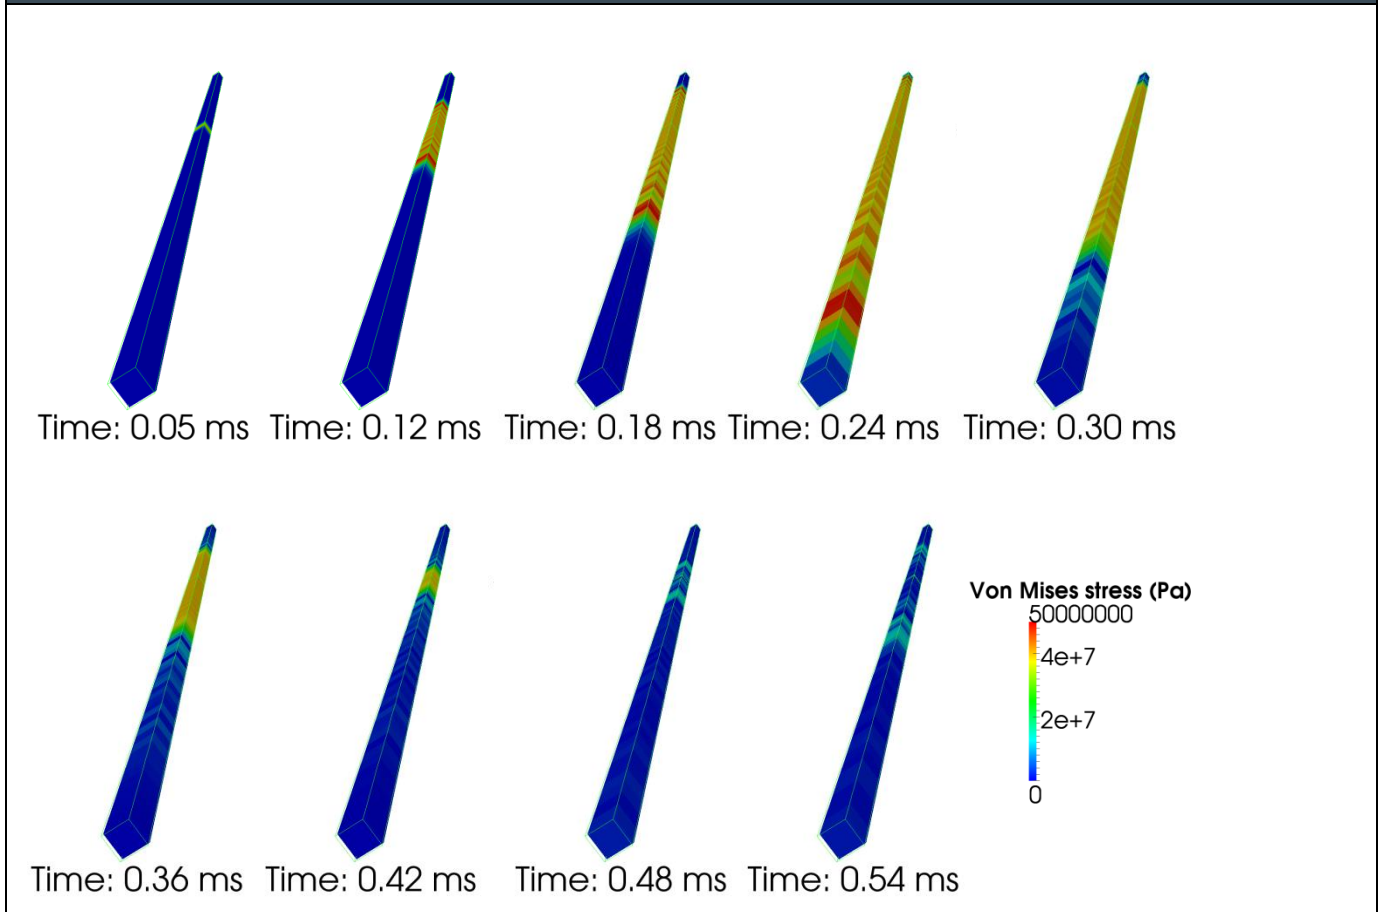 Time: 0.05 ms
Time: 0.12 ms
Time: 0.18 ms
Time: 0.24 ms
Time: 0.30 ms
Time: 0.36 ms
Time: 0.42 ms
Time: 0.48 ms
Time: 0.54 ms
Von Mises stress (Pa)
50000000
4e+7
2e+7
0